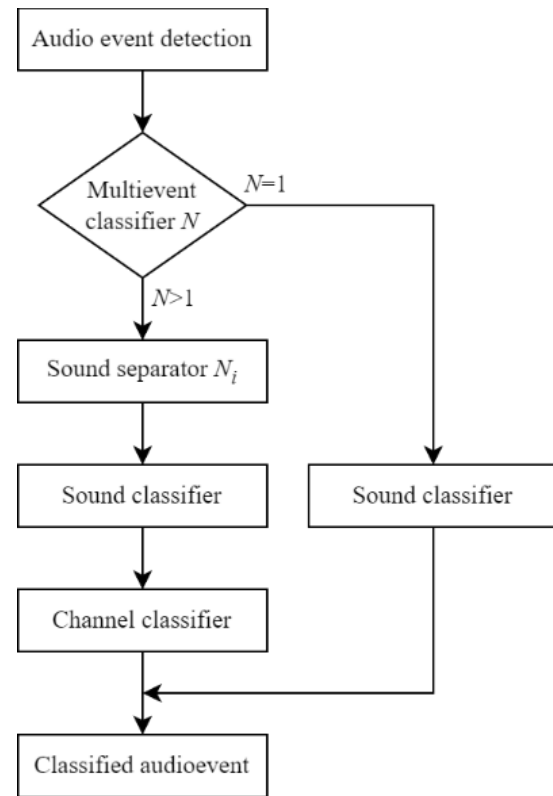 Audio event detection
Multievent
classifier N
N=1
N>1
Sound separator Nᵢ
Sound classifier
Sound classifier
Channel classifier
Classified audioevent